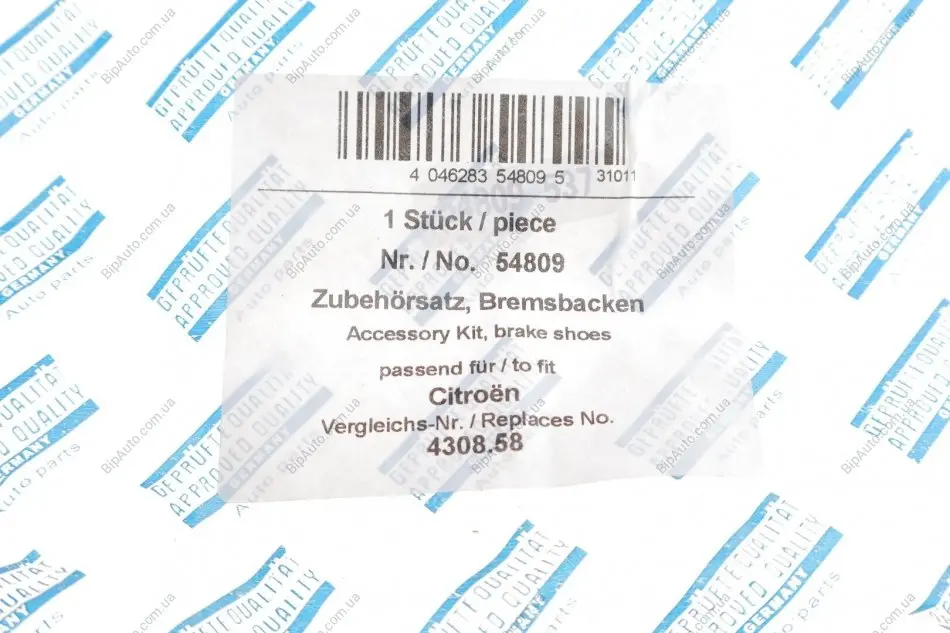 4 046283 54809 5 31011
1 Stück / piece
Nr. / No. 54809
Zubehörsatz, Bremsbacken
Accessory Kit, brake shoes
passend für / to fit
Citroën
Vergleichs-Nr. / Replaces No.
4308.58
GEPRÜFTE QUALITÄT
APPROVED QUALITY
GERMANY
Auto parts
BipAuto.com.ua